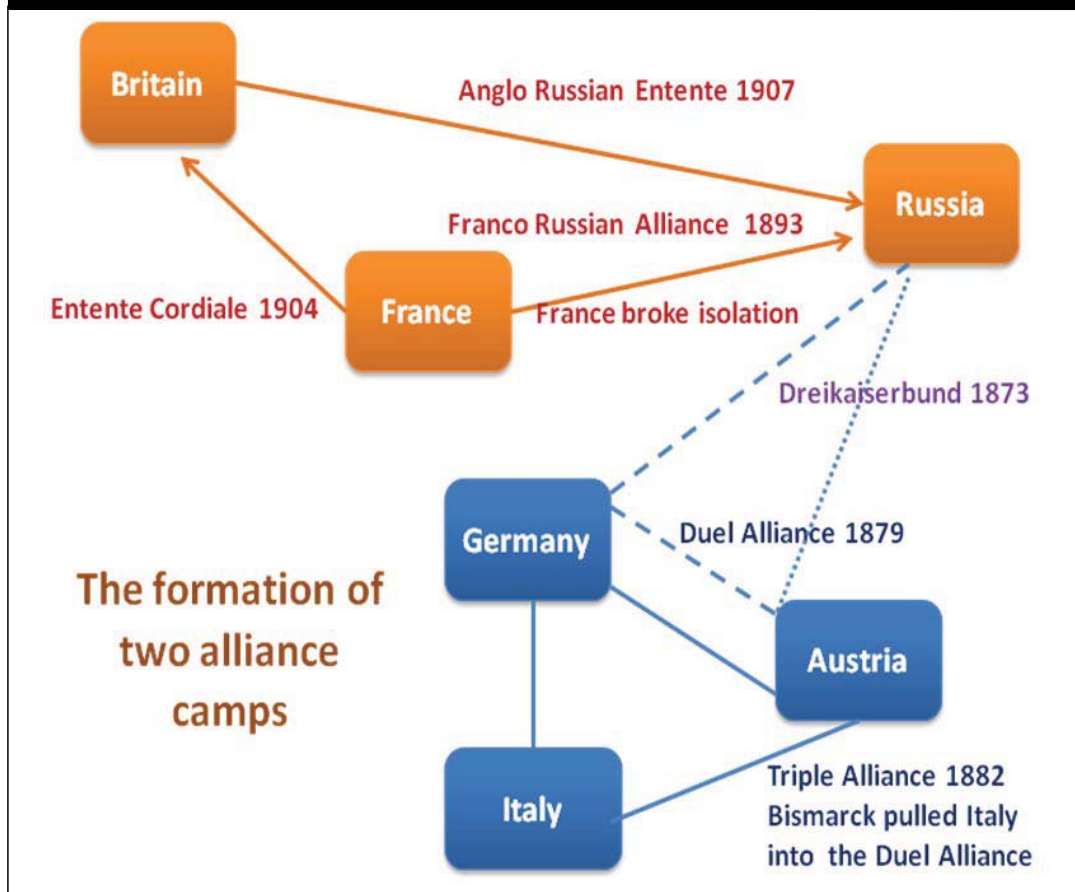 Britain
Anglo Russian Entente 1907
Russia
Franco Russian Alliance 1893
Entente Cordiale 1904
France
France broke isolation
Dreikaiserbund 1873
Germany
Duel Alliance 1879
The formation of
two alliance
camps
Austria
Italy
Triple Alliance 1882
Bismarck pulled Italy
into the Duel Alliance